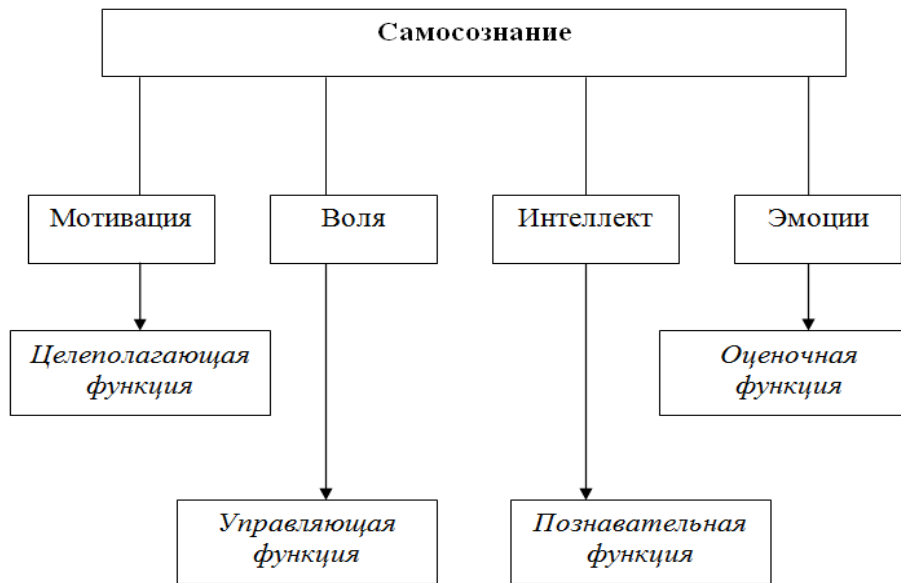 Самосознание
Мотивация
Воля
Интеллект
Эмоции
Целеполагающая
функция
Оценочная
функция
Управляющая
функция
Познавательная
функция